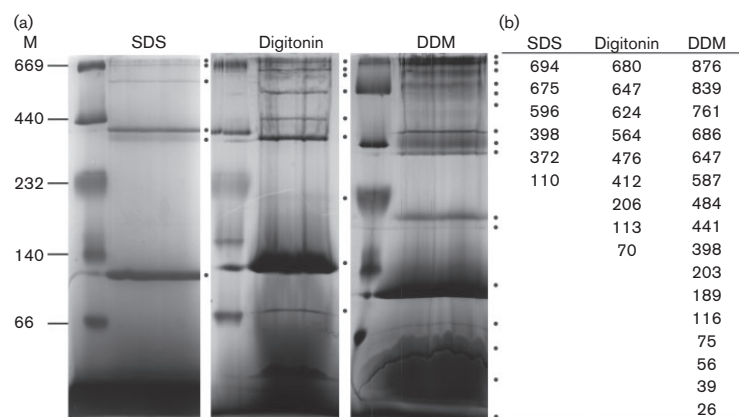 (a)
M SDS Digitonin DDM
669
440
232
140
66
(b)
SDS Digitonin DDM
694 680 876
675 647 839
596 624 761
398 564 686
372 476 647
110 412 587
206 484
113 441
70 398
203
189
116
75
56
39
26